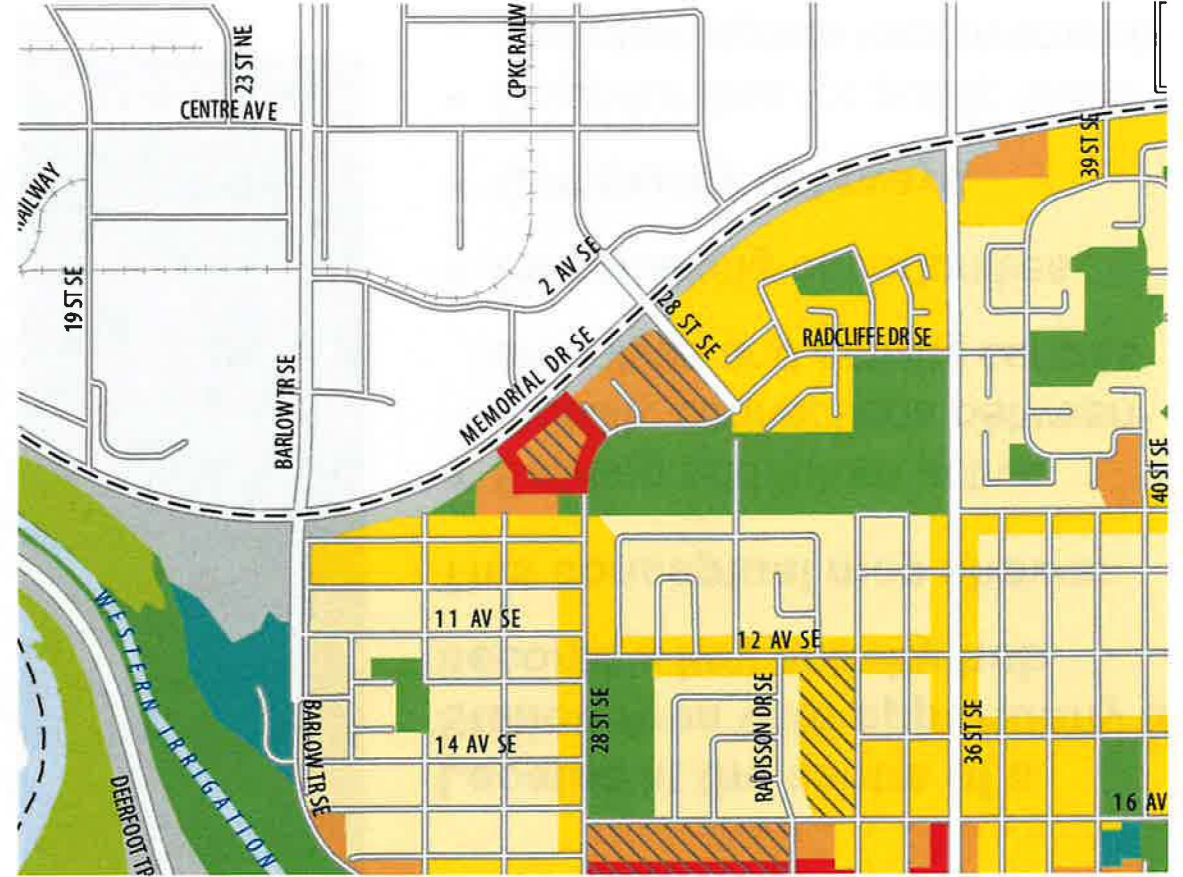 23 ST NE
CPKC RAILW
CENTRE AV E
39 ST SE
AILWAY
19 ST SE
2 AV SE
28 ST SE
RADCLIFFE DR SE
MEMORIAL DR SE
BARLOW TR SE
40 ST SE
WESTERN IRRIGATION
11 AV SE
12 AV SE
28 ST SE
RADISSON DR SE
36 ST SE
BARLOW TR SE
14 AV SE
DEERFOOT TR
16 AV